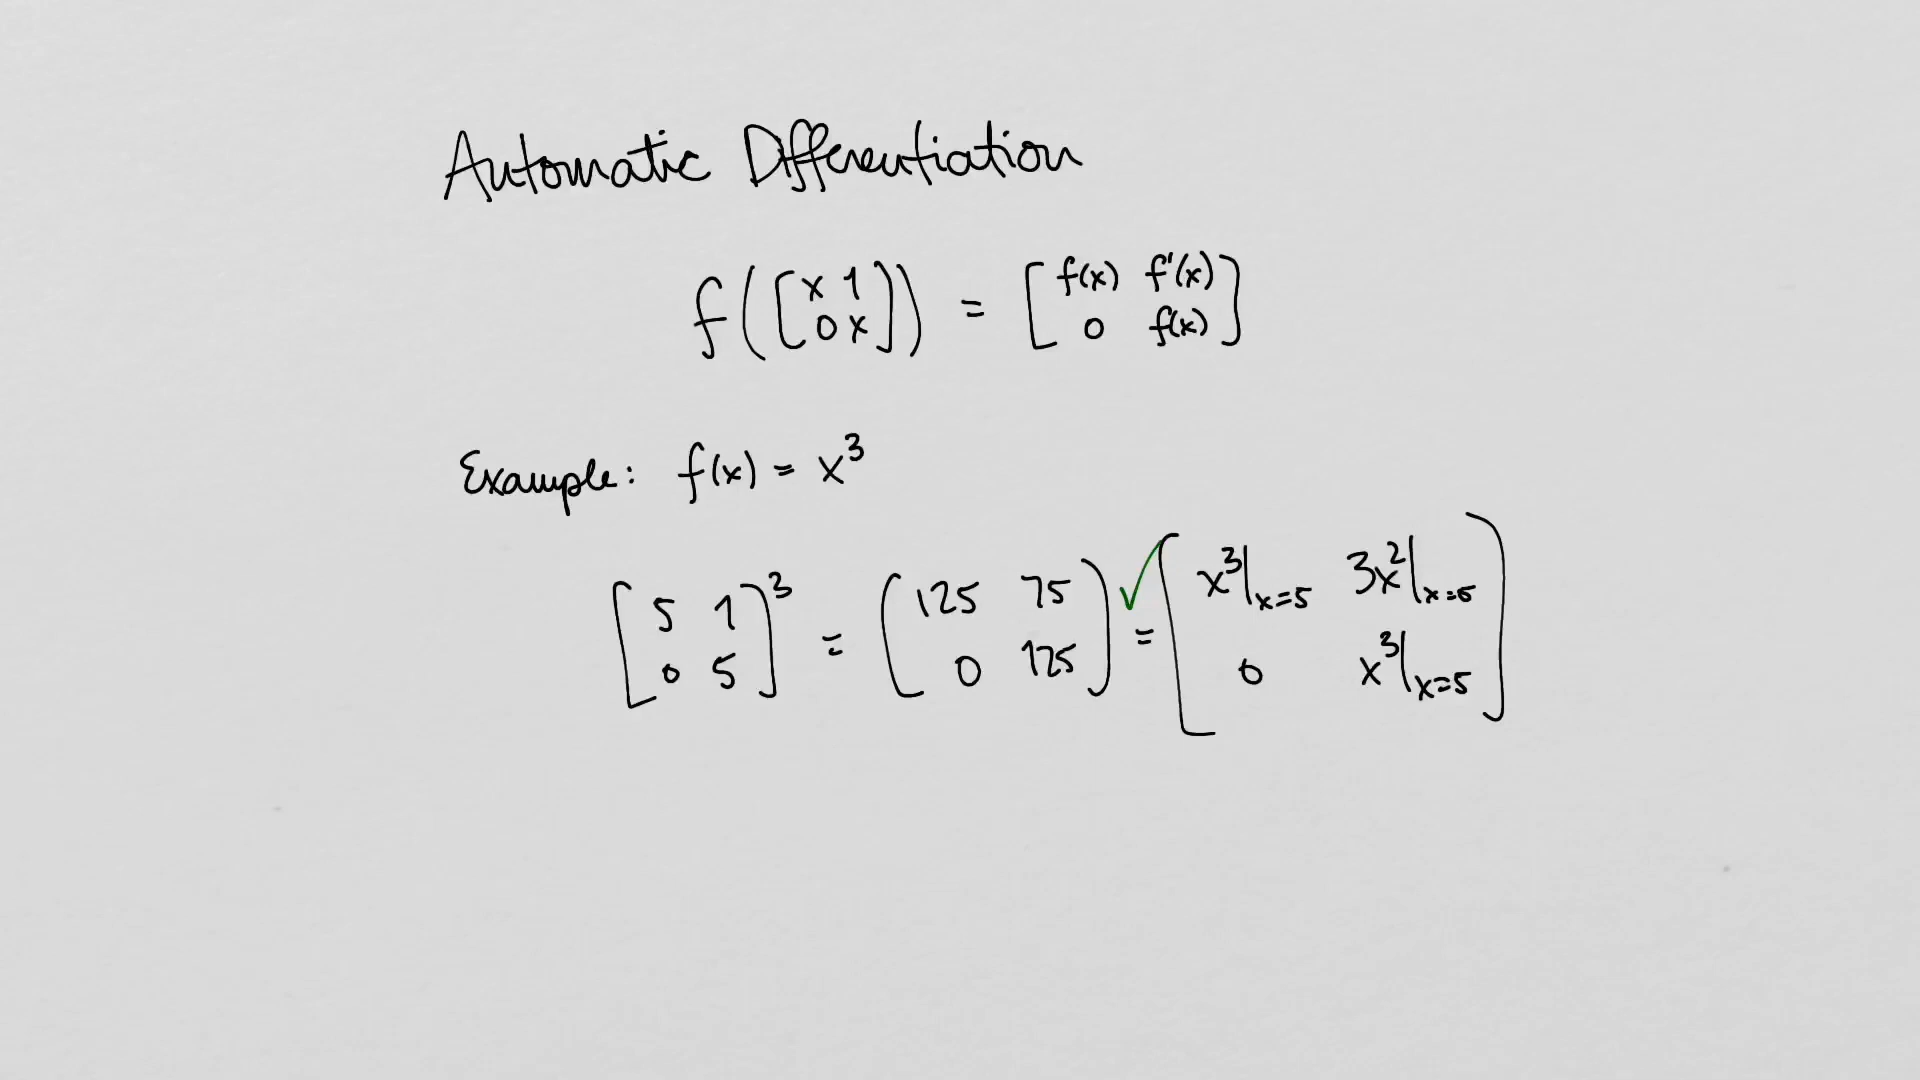 Automatic Differentiation
f([x 1 0 x]) = [f(x) f'(x) 0 f(x)]
Example: f(x) = x³
[5 1 0 5]³ = (125 75 0 125) ✓= [x³|x=5 3x²|x=5 0 x³|x=5]